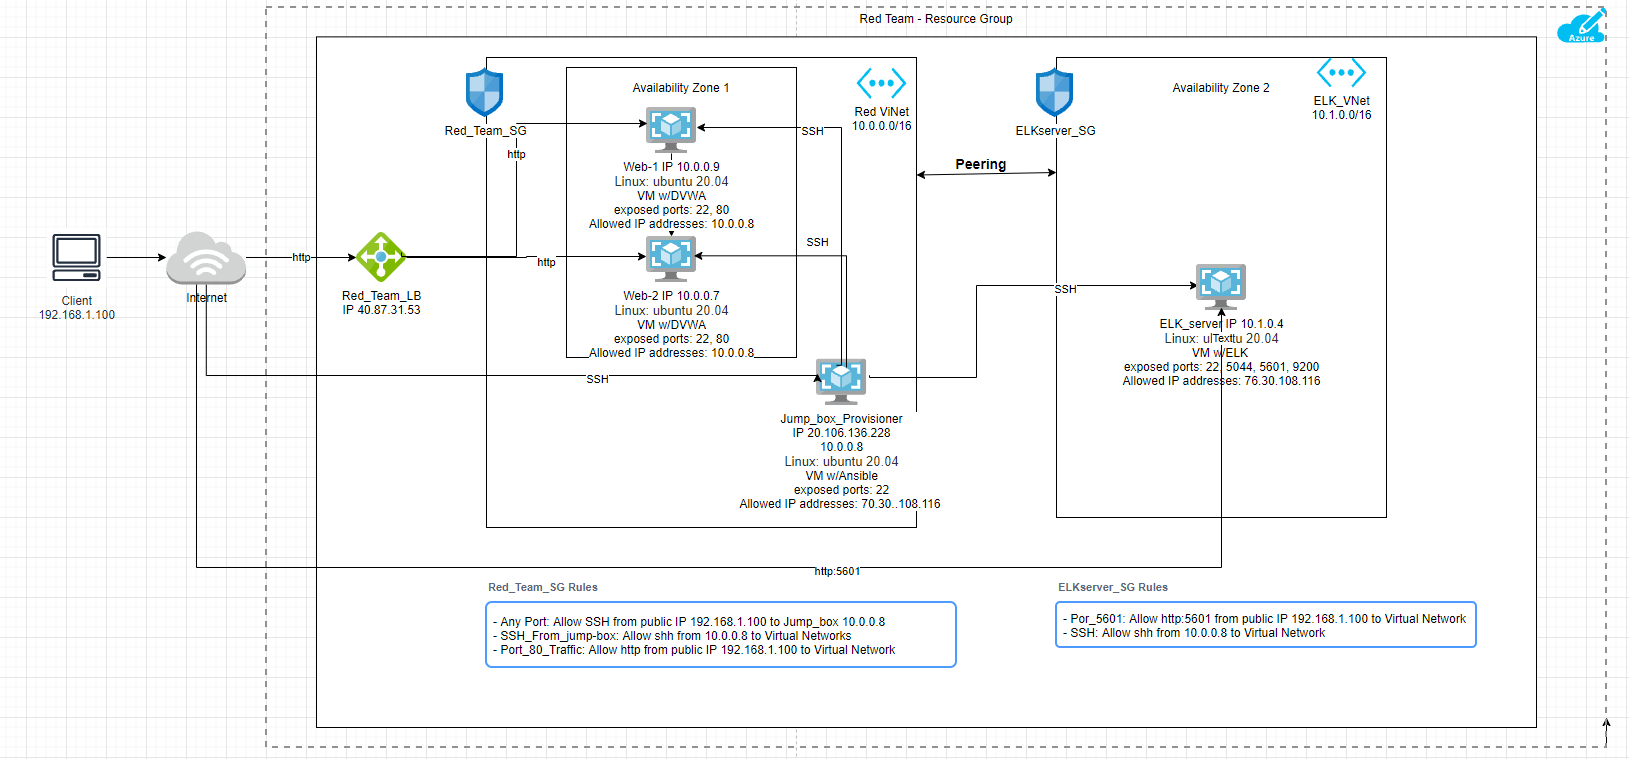 Red Team - Resource Group
Azure
Availability Zone 1
Red ViNet
10.0.0.0/16
Availability Zone 2
ELK_VNet
10.1.0.0/16
Red_Team_SG
ELKserver_SG
SSH
http
Peering
Web-1 IP 10.0.0.9
Linux: ubuntu 20.04
VM w/DVWA
exposed ports: 22, 80
Allowed IP addresses: 10.0.0.8
SSH
http
http
Client
192.168.1.100
Internet
Red_Team_LB
IP 40.87.31.53
Web-2 IP 10.0.0.7
Linux: ubuntu 20.04
VM w/DVWA
exposed ports: 22, 80
Allowed IP addresses: 10.0.0.8
SSH
ELK_server IP 10.1.0.4
Linux: 20.04
Text
VM w/ELK
exposed ports: 22, 5044, 5601, 9200
Allowed IP addresses: 76.30.108.116
SSH
Jump_box_Provisioner
IP 20.106.136.228
10.0.0.8
Linux: ubuntu 20.04
VM w/Ansible
exposed ports: 22
Allowed IP addresses: 70.30..108.116
http:5601
Red_Team_SG Rules
- Any Port: Allow SSH from public IP 192.168.1.100 to Jump_box 10.0.0.8
- SSH_From_jump-box: Allow shh from 10.0.0.8 to Virtual Networks
- Port_80_Traffic: Allow http from public IP 192.168.1.100 to Virtual Network
ELKserver_SG Rules
- Por_5601: Allow http:5601 from public IP 192.168.1.100 to Virtual Network
- SSH: Allow shh from 10.0.0.8 to Virtual Network